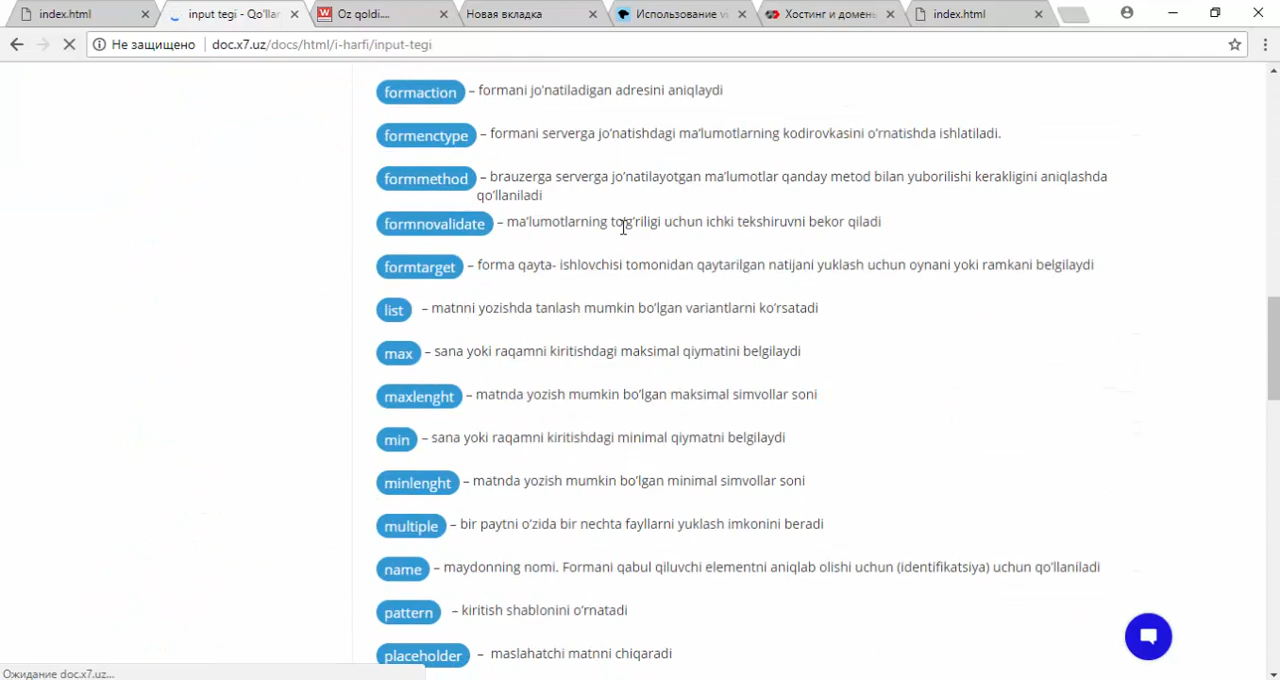 index.html
input tegi - Qo'llar
Oz qoldi....
Новая вкладка
Использование vi
Хостинг и домень
index.html
Не защищено
doc.x7.uz/docs/html/i-harfi/input-tegi
formaction – formani jo'natiladigan adresini aniqlaydi
formenctype – formani serverga jo'natishdagi ma'lumotlarning kodirovkasini o'rnatishda ishlatiladi.
formmethod – brauzerga serverga jo'natilayotgan ma'lumotlar qanday metod bilan yuborilishi kerakligini aniqlashda
qo'llaniladi
formnovalidate – ma'lumotlarning to'g'riligi uchun ichki tekshiruvni bekor qiladi
formtarget – forma qayta- ishlovchisi tomonidan qaytarilgan natijani yuklash uchun oynani yoki ramkani belgilaydi
list – matnni yozishda tanlash mumkin bo'lgan variantlarni ko'rsatadi
max – sana yoki raqamni kiritishdagi maksimal qiymatini belgilaydi
maxlenght – matnda yozish mumkin bo'lgan maksimal simvollar soni
min – sana yoki raqamni kiritishdagi minimal qiymatni belgilaydi
minlenght – matnda yozish mumkin bo'lgan minimal simvollar soni
multiple – bir paytni o'zida bir nechta fayllarni yuklash imkonini beradi
name – maydonning nomi. Formani qabul qiluvchi elementni aniqlab olishi uchun (identifikatsiya) uchun qo'llaniladi
pattern – kiritish shablonini o'rnatadi
placeholder – maslahatchi matnni chiqaradi
Ожидание doc.x7.uz...